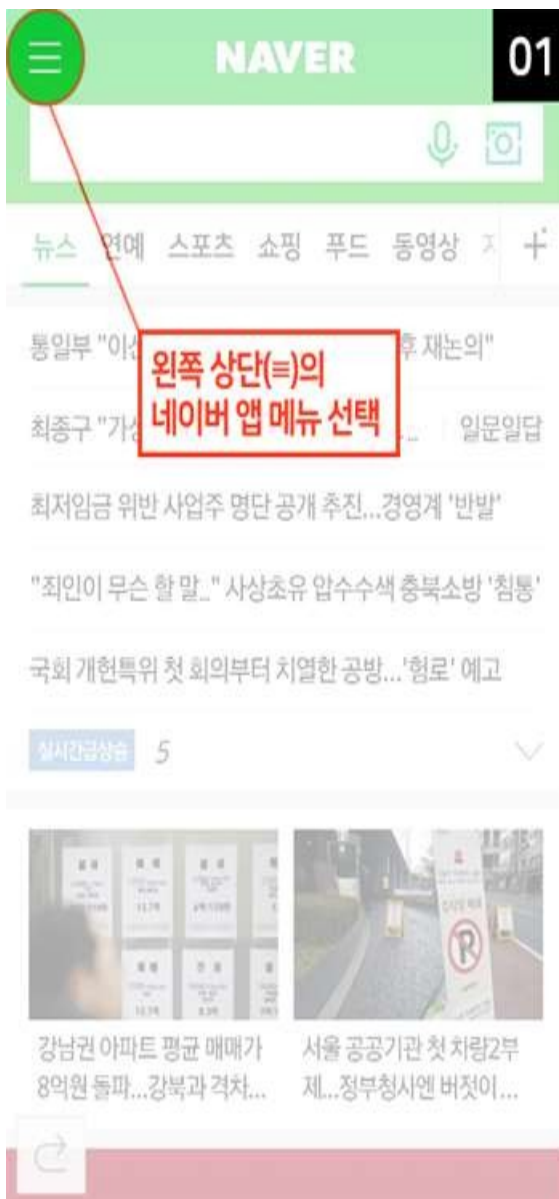 NAVER
01
뉴스 연예 스포츠 쇼핑 푸드 동영상
왼쪽 상단(≡)의
네이버 앱 메뉴 선택
통일부 "이산 후 재논의"
최종구 "가상 ... 일문일답
최저임금 위반 사업주 명단 공개 추진...경영계 '반발'
"죄인이 무슨 할 말.." 사상초유 압수수색 충북소방 '침통'
국회 개헌특위 첫 회의부터 치열한 공방...'험로' 예고
실시간급상승 5
강남권 아파트 평균 매매가
8억원 돌파...강북과 격차...
서울 공공기관 첫 차량2부
제...정부청사엔 버젓이...